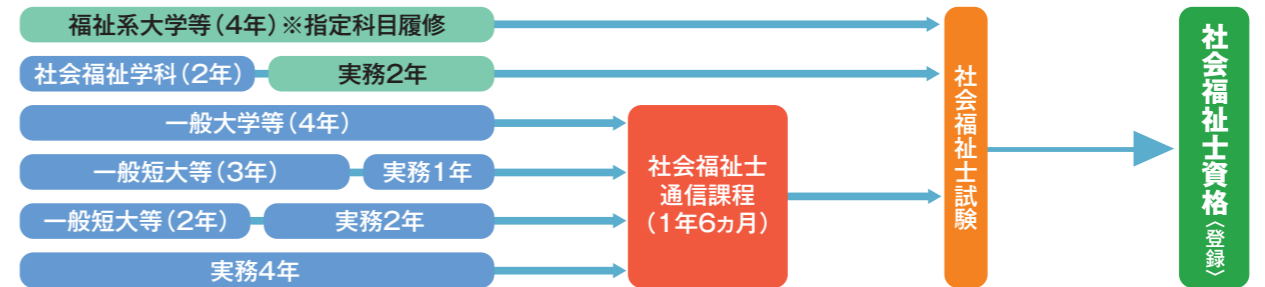 福祉系大学等(4年)※指定科目履修
社会福祉学科(2年)
実務2年
一般大学等(4年)
一般短大等(3年)
実務1年
一般短大等(2年)
実務2年
実務4年
社会福祉士
通信課程
(1年6ヵ月)
社会福祉士試験
社会福祉士資格〈登録〉